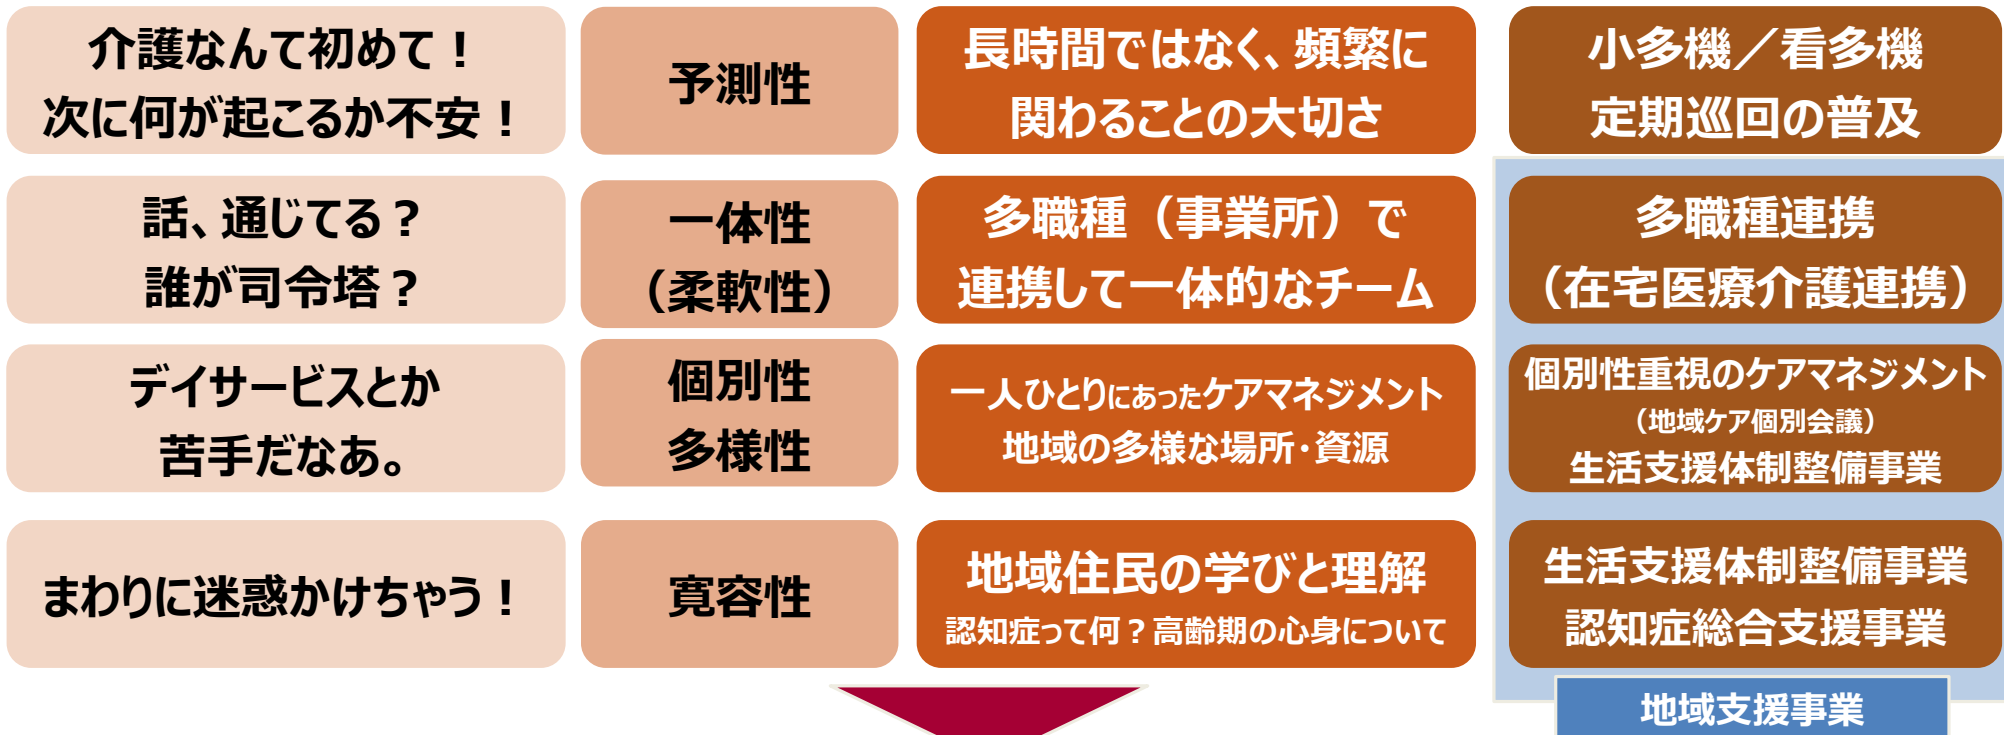 介護なんて初めて！
次に何が起こるか不安！
予測性
長時間ではなく、頻繁に
関わることの大切さ
小多機／看多機
定期巡回の普及
話、通じてる？
誰が司令塔？
一体性
（柔軟性）
多職種（事業所）で
連携して一体的なチーム
多職種連携
（在宅医療介護連携）
デイサービスとか
苦手だなあ。
個別性
多様性
一人ひとりにあったケアマネジメント
地域の多様な場所・資源
個別性重視のケアマネジメント
（地域ケア個別会議）
生活支援体制整備事業
まわりに迷惑かけちゃう！
寛容性
地域住民の学びと理解
認知症って何？高齢期の心身について
生活支援体制整備事業
認知症総合支援事業
地域支援事業